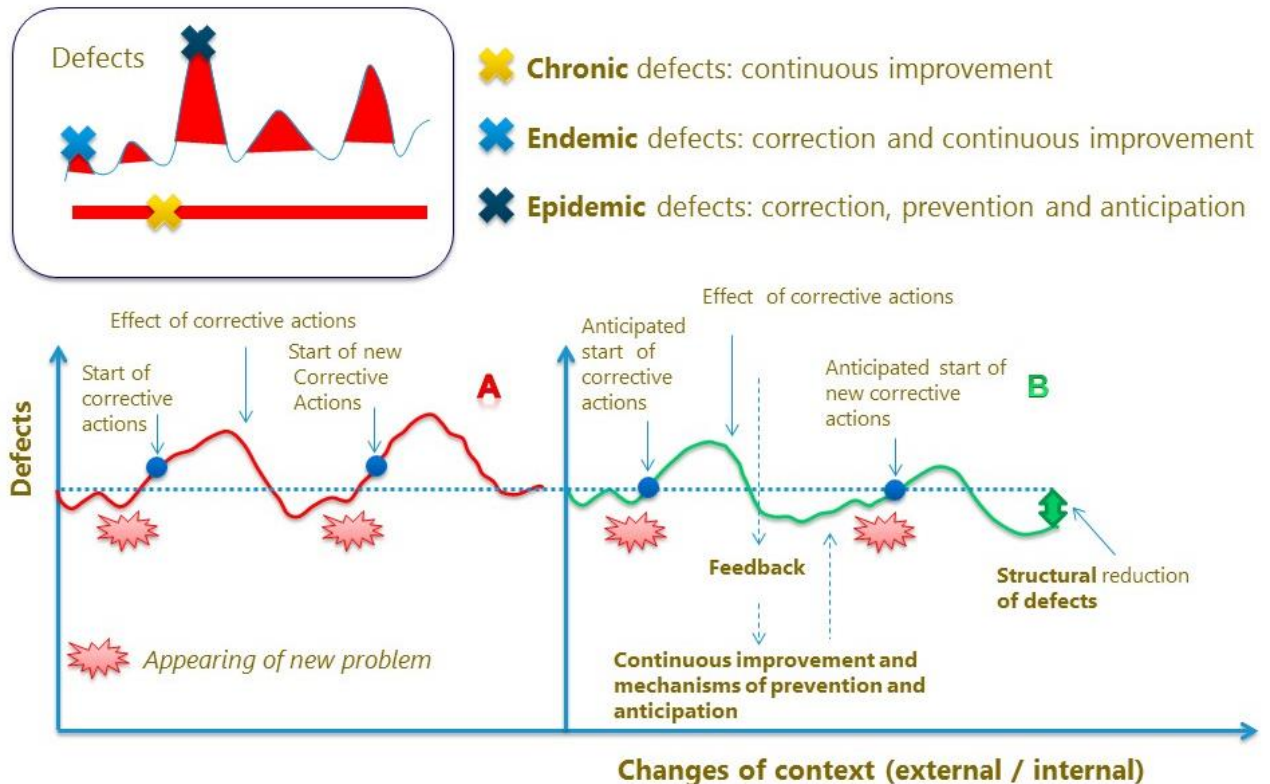 Defects
Chronic defects: continuous improvement
Endemic defects: correction and continuous improvement
Epidemic defects: correction, prevention and anticipation
Effect of corrective actions
Start of
corrective
actions
Start of new
Corrective
Actions
A
Anticipated
start of
corrective
actions
Effect of corrective actions
Anticipated start of
new corrective
actions
B
Defects
Feedback
Structural reduction
of defects
Appearing of new problem
Continuous improvement and
mechanisms of prevention and
anticipation
Changes of context (external / internal)